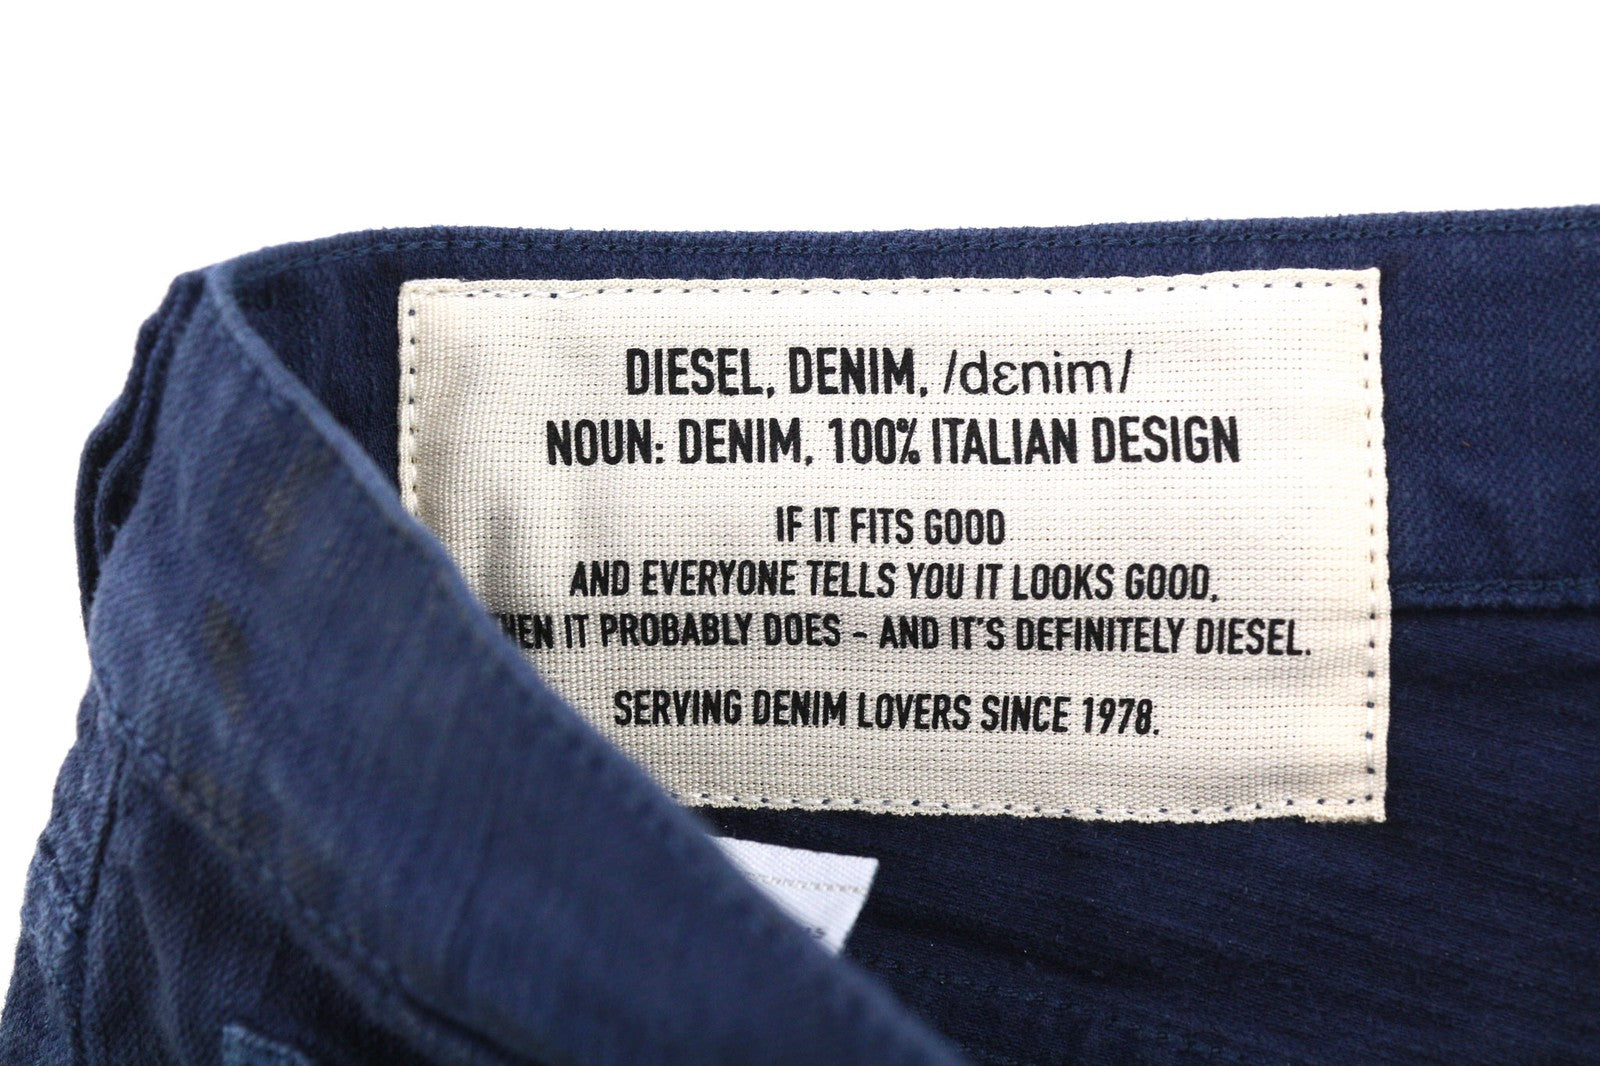 DIESEL, DENIM, /dɛnim/
NOUN: DENIM, 100% ITALIAN DESIGN
IF IT FITS GOOD
AND EVERYONE TELLS YOU IT LOOKS GOOD,
HEN IT PROBABLY DOES - AND IT'S DEFINITELY DIESEL.
SERVING DENIM LOVERS SINCE 1978.